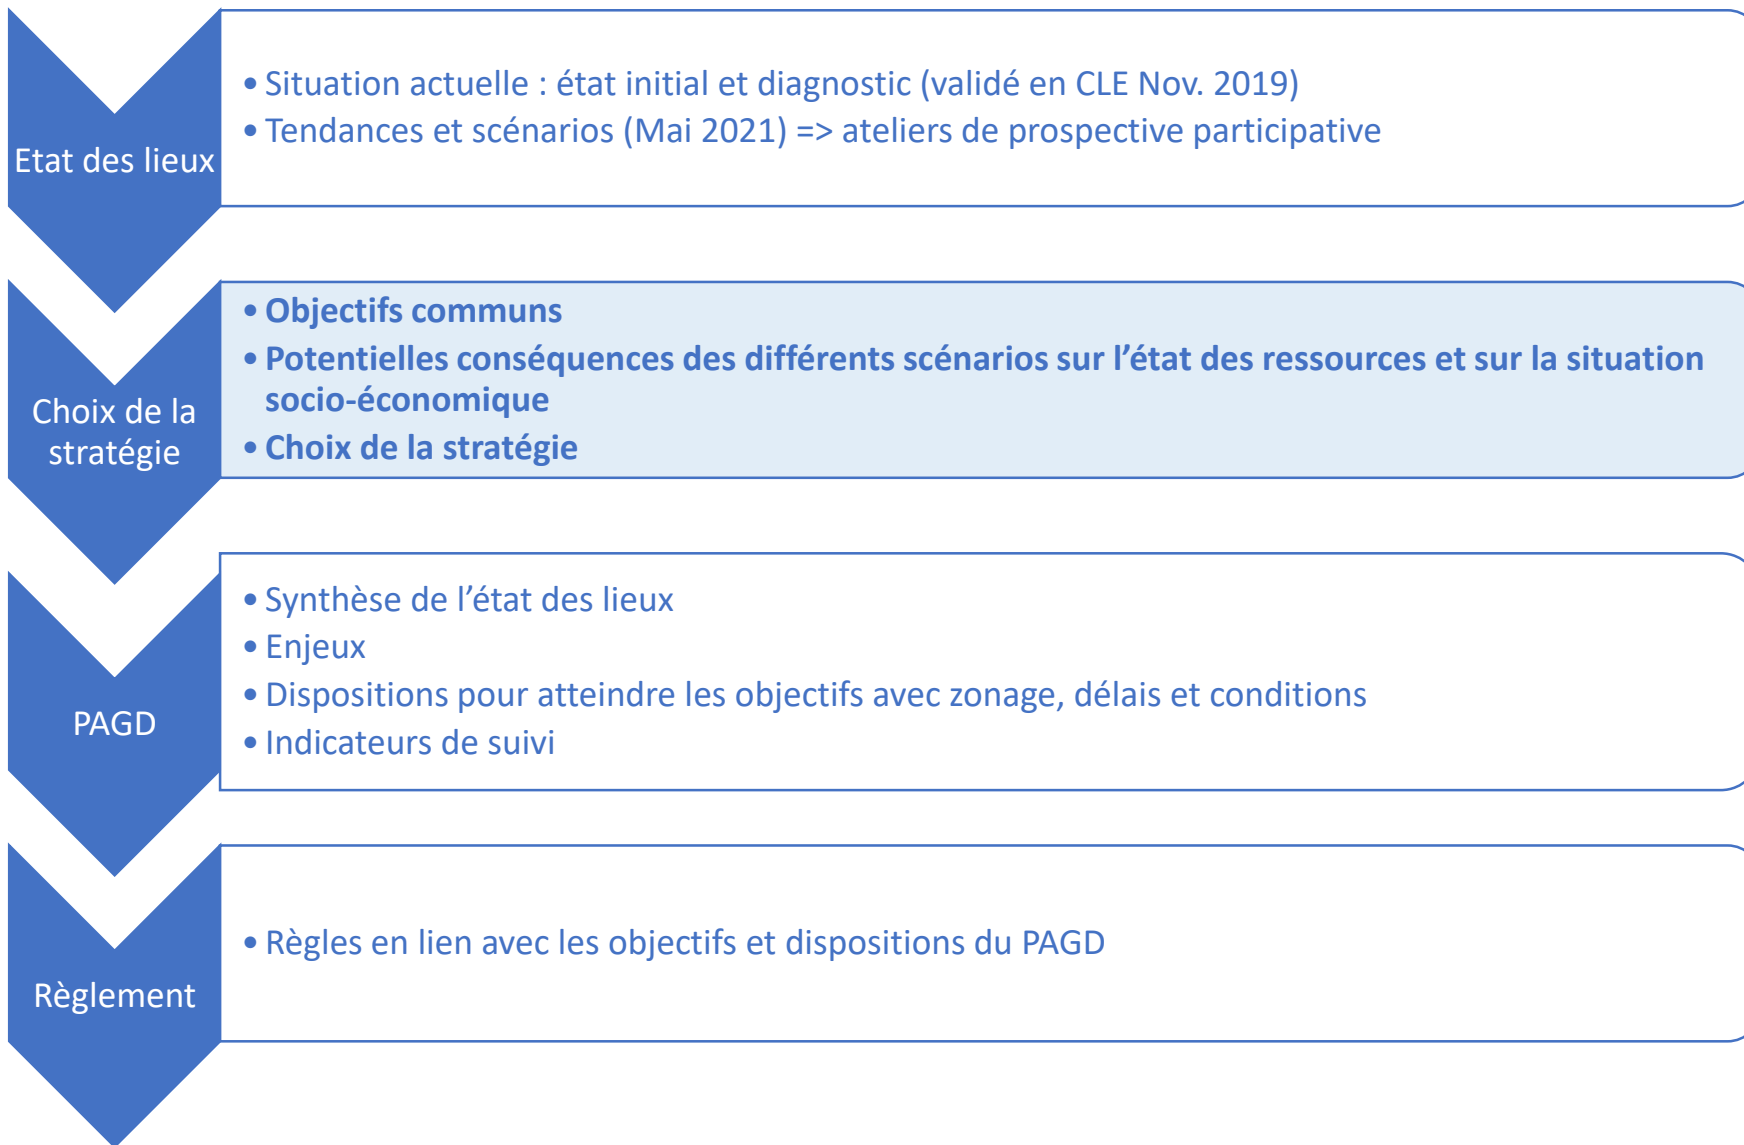 Etat des lieux
• Situation actuelle : état initial et diagnostic (validé en CLE Nov. 2019)
• Tendances et scénarios (Mai 2021) => ateliers de prospective participative
Choix de la
stratégie
• Objectifs communs
• Potentielles conséquences des différents scénarios sur l’état des ressources et sur la situation
socio-économique
• Choix de la stratégie
PAGD
• Synthèse de l’état des lieux
• Enjeux
• Dispositions pour atteindre les objectifs avec zonage, délais et conditions
• Indicateurs de suivi
Règlement
• Règles en lien avec les objectifs et dispositions du PAGD